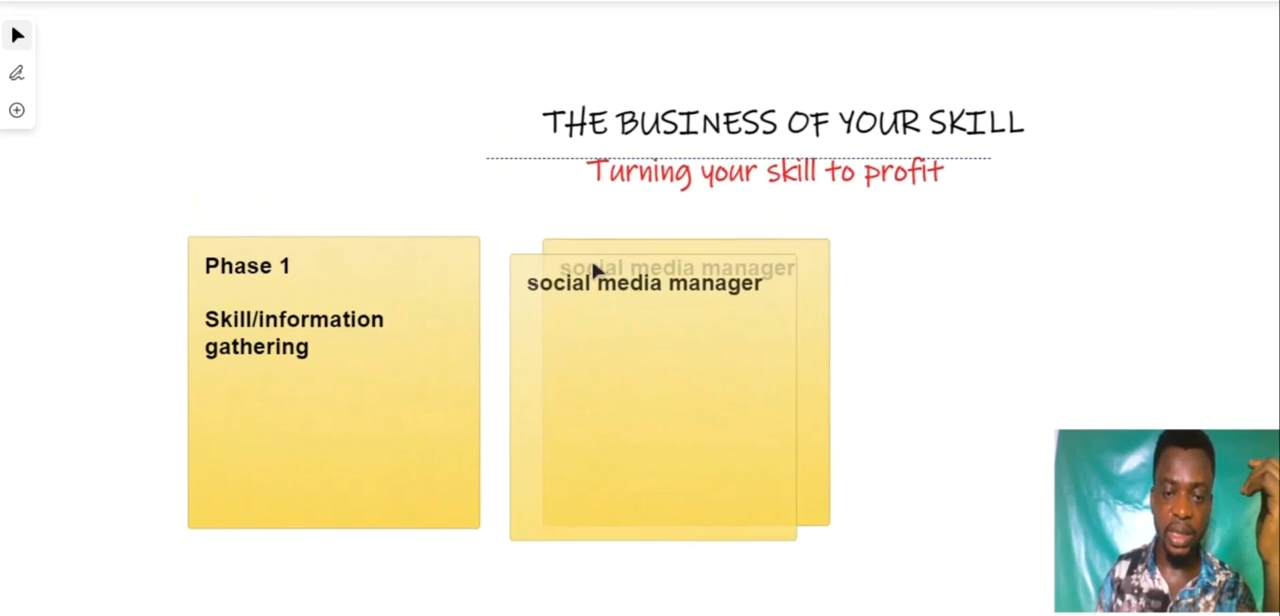 THE BUSINESS OF YOUR SKILL
Turning your skill to profit
Phase 1
Skill/information
gathering
social media manager
social media manager